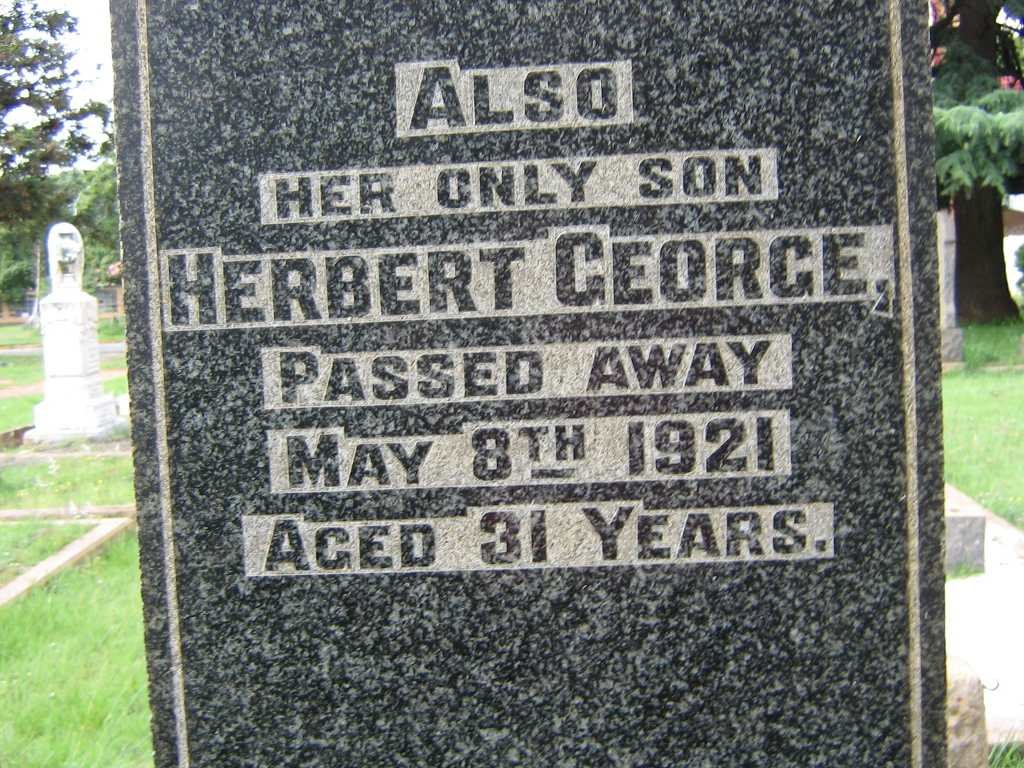 ALSO
HER ONLY SON
HERBERT GEORGE,
PASSED AWAY
MAY 8TH 1921
AGED 31 YEARS.